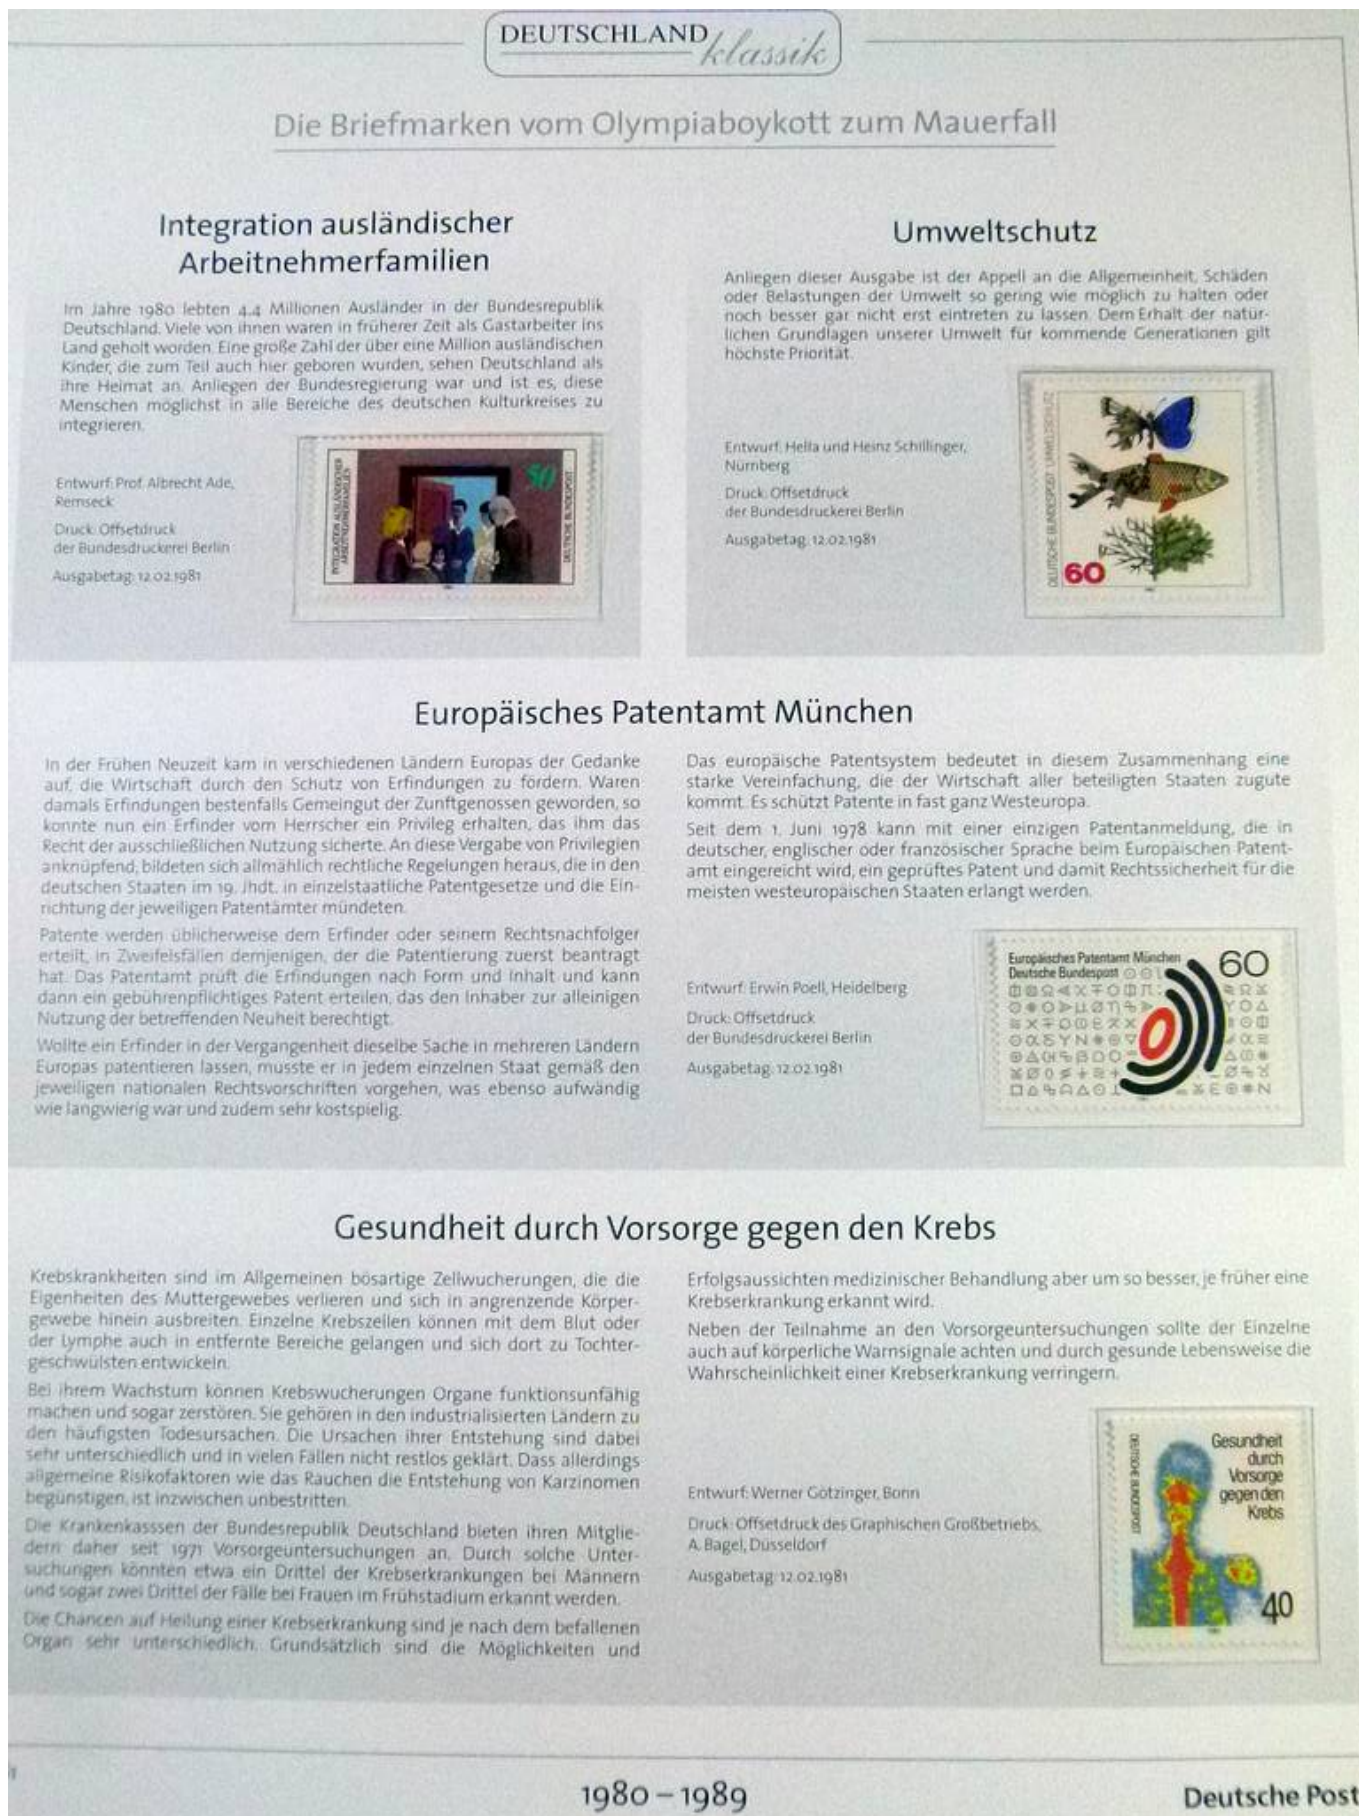 DEUTSCHLAND
klassik
Die Briefmarken vom Olympiaboykott zum Mauerfall
Integration ausländischer
Arbeitnehmerfamilien
Im Jahre 1980 lebten 4,4 Millionen Ausländer in der Bundesrepublik
Deutschland. Viele von ihnen waren in früherer Zeit als Gastarbeiter ins
Land geholt worden. Eine große Zahl der über eine Million ausländischen
Kinder, die zum Teil auch hier geboren wurden, sehen Deutschland als
ihre Heimat an. Anliegen der Bundesregierung war und ist es, diese
Menschen möglichst in alle Bereiche des deutschen Kulturkreises zu
integrieren.
Entwurf: Prof. Albrecht Ade,
Remseck
Druck: Offsetdruck
der Bundesdruckerei Berlin
Ausgabetag: 12.02.1981
INTEGRATION AUSLÄNDISCHER
ARBEITNEHMERFAMILIEN
50
DEUTSCHE BUNDESPOST
Umweltschutz
Anliegen dieser Ausgabe ist der Appell an die Allgemeinheit, Schäden
oder Belastungen der Umwelt so gering wie möglich zu halten oder
noch besser gar nicht erst eintreten zu lassen. Dem Erhalt der natür-
lichen Grundlagen unserer Umwelt für kommende Generationen gilt
höchste Priorität.
Entwurf: Hella und Heinz Schillinger,
Nürnberg
Druck: Offsetdruck
der Bundesdruckerei Berlin
Ausgabetag: 12.02.1981
DEUTSCHE BUNDESPOST UMWELTSCHUTZ
60
Europäisches Patentamt München
In der Frühen Neuzeit kam in verschiedenen Ländern Europas der Gedanke
auf, die Wirtschaft durch den Schutz von Erfindungen zu fördern. Waren
damals Erfindungen bestenfalls Gemeingut der Zunftgenossen geworden, so
konnte nun ein Erfinder vom Herrscher ein Privileg erhalten, das ihm das
Recht der ausschließlichen Nutzung sicherte. An diese Vergabe von Privilegien
anknüpfend, bildeten sich allmählich rechtliche Regelungen heraus, die in den
deutschen Staaten im 19. Jhdt. in einzelstaatliche Patentgesetze und die Ein-
richtung der jeweiligen Patentämter mündeten.
Patente werden üblicherweise dem Erfinder oder seinem Rechtsnachfolger
erteilt, in Zweifelsfällen demjenigen, der die Patentierung zuerst beantragt
hat. Das Patentamt prüft die Erfindungen nach Form und Inhalt und kann
dann ein gebührenpflichtiges Patent erteilen, das den Inhaber zur alleinigen
Nutzung der betreffenden Neuheit berechtigt.
Wollte ein Erfinder in der Vergangenheit dieselbe Sache in mehreren Ländern
Europas patentieren lassen, musste er in jedem einzelnen Staat gemäß den
jeweiligen nationalen Rechtsvorschriften vorgehen, was ebenso aufwändig
wie langwierig war und zudem sehr kostspielig.
Das europäische Patentsystem bedeutet in diesem Zusammenhang eine
starke Vereinfachung, die der Wirtschaft aller beteiligten Staaten zugute
kommt. Es schützt Patente in fast ganz Westeuropa.
Seit dem 1. Juni 1978 kann mit einer einzigen Patentanmeldung, die in
deutscher, englischer oder französischer Sprache beim Europäischen Patent-
amt eingereicht wird, ein geprüftes Patent und damit Rechtssicherheit für die
meisten westeuropäischen Staaten erlangt werden.
Entwurf: Erwin Poell, Heidelberg
Druck: Offsetdruck
der Bundesdruckerei Berlin
Ausgabetag: 12.02.1981
Europäisches Patentamt München
Deutsche Bundespost
60
Gesundheit durch Vorsorge gegen den Krebs
Krebskrankheiten sind im Allgemeinen bösartige Zellwucherungen, die die
Eigenheiten des Muttergewebes verlieren und sich in angrenzende Körper-
gewebe hinein ausbreiten. Einzelne Krebszellen können mit dem Blut oder
der Lymphe auch in entfernte Bereiche gelangen und sich dort zu Tochter-
geschwülsten entwickeln.
Bei ihrem Wachstum können Krebswucherungen Organe funktionsunfähig
machen und sogar zerstören. Sie gehören in den industrialisierten Ländern zu
den häufigsten Todesursachen. Die Ursachen ihrer Entstehung sind dabei
sehr unterschiedlich und in vielen Fällen nicht restlos geklärt. Dass allerdings
allgemeine Risikofaktoren wie das Rauchen die Entstehung von Karzinomen
begünstigen, ist inzwischen unbestritten.
Die Krankenkasssen der Bundesrepublik Deutschland bieten ihren Mitglie-
dern daher seit 1971 Vorsorgeuntersuchungen an. Durch solche Unter-
suchungen könnten etwa ein Drittel der Krebserkrankungen bei Männern
und sogar zwei Drittel der Fälle bei Frauen im Frühstadium erkannt werden.
Die Chancen auf Heilung einer Krebserkrankung sind je nach dem befallenen
Organ sehr unterschiedlich. Grundsätzlich sind die Möglichkeiten und
Erfolgsaussichten medizinischer Behandlung aber um so besser, je früher eine
Krebserkrankung erkannt wird.
Neben der Teilnahme an den Vorsorgeuntersuchungen sollte der Einzelne
auch auf körperliche Warnsignale achten und durch gesunde Lebensweise die
Wahrscheinlichkeit einer Krebserkrankung verringern.
Entwurf: Werner Götzinger, Bonn
Druck: Offsetdruck des Graphischen Großbetriebs,
A. Bagel, Düsseldorf
Ausgabetag: 12.02.1981
DEUTSCHE BUNDESPOST
Gesundheit
durch
Vorsorge
gegen den
Krebs
40
1980 – 1989
Deutsche Post